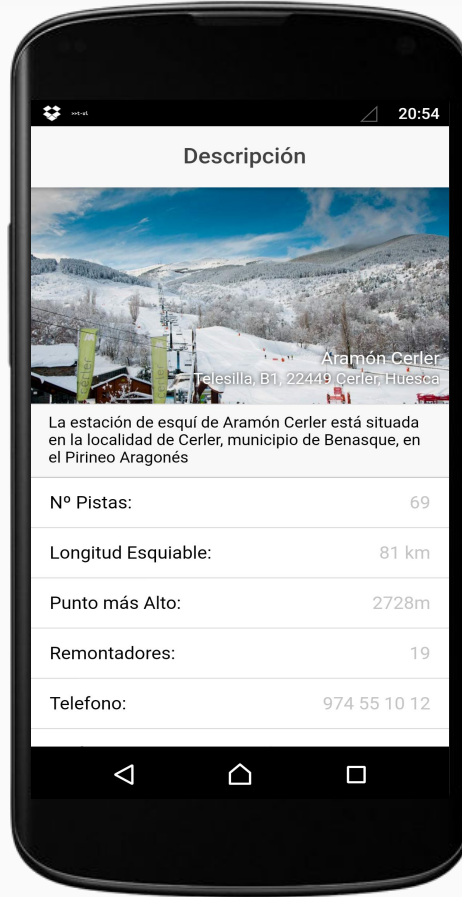 20:54
Descripción
Aramón Cerler
Telesilla, B1, 22449 Cerler, Huesca
La estación de esquí de Aramón Cerler está situada
en la localidad de Cerler, municipio de Benasque, en
el Pirineo Aragonés
Nº Pistas: 69
Longitud Esquiable: 81 km
Punto más Alto: 2728m
Remontadores: 19
Telefono: 974 55 10 12